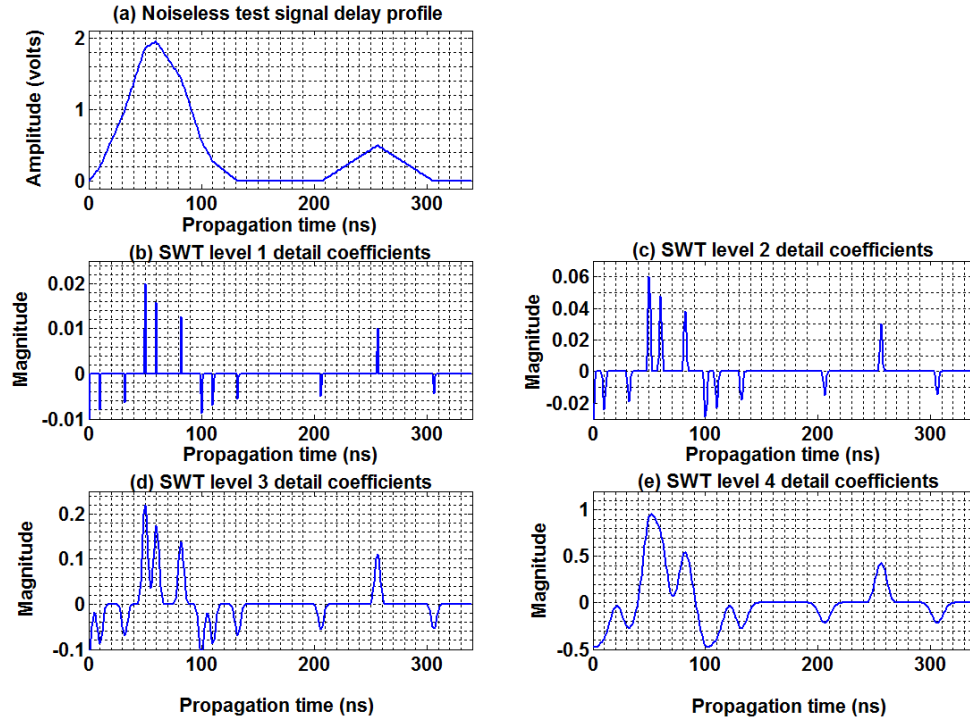 (a) Noiseless test signal delay profile
Amplitude (volts)
2
1
0
0 100 200 300
Propagation time (ns)
(b) SWT level 1 detail coefficients
Magnitude
0.02
0.01
0
-0.01
0 100 200 300
Propagation time (ns)
(c) SWT level 2 detail coefficients
Magnitude
0.06
0.04
0.02
0
-0.02
0 100 200 300
Propagation time (ns)
(d) SWT level 3 detail coefficients
Magnitude
0.2
0.1
0
-0.1
0 100 200 300
Propagation time (ns)
(e) SWT level 4 detail coefficients
Magnitude
1
0.5
0
-0.5
0 100 200 300
Propagation time (ns)